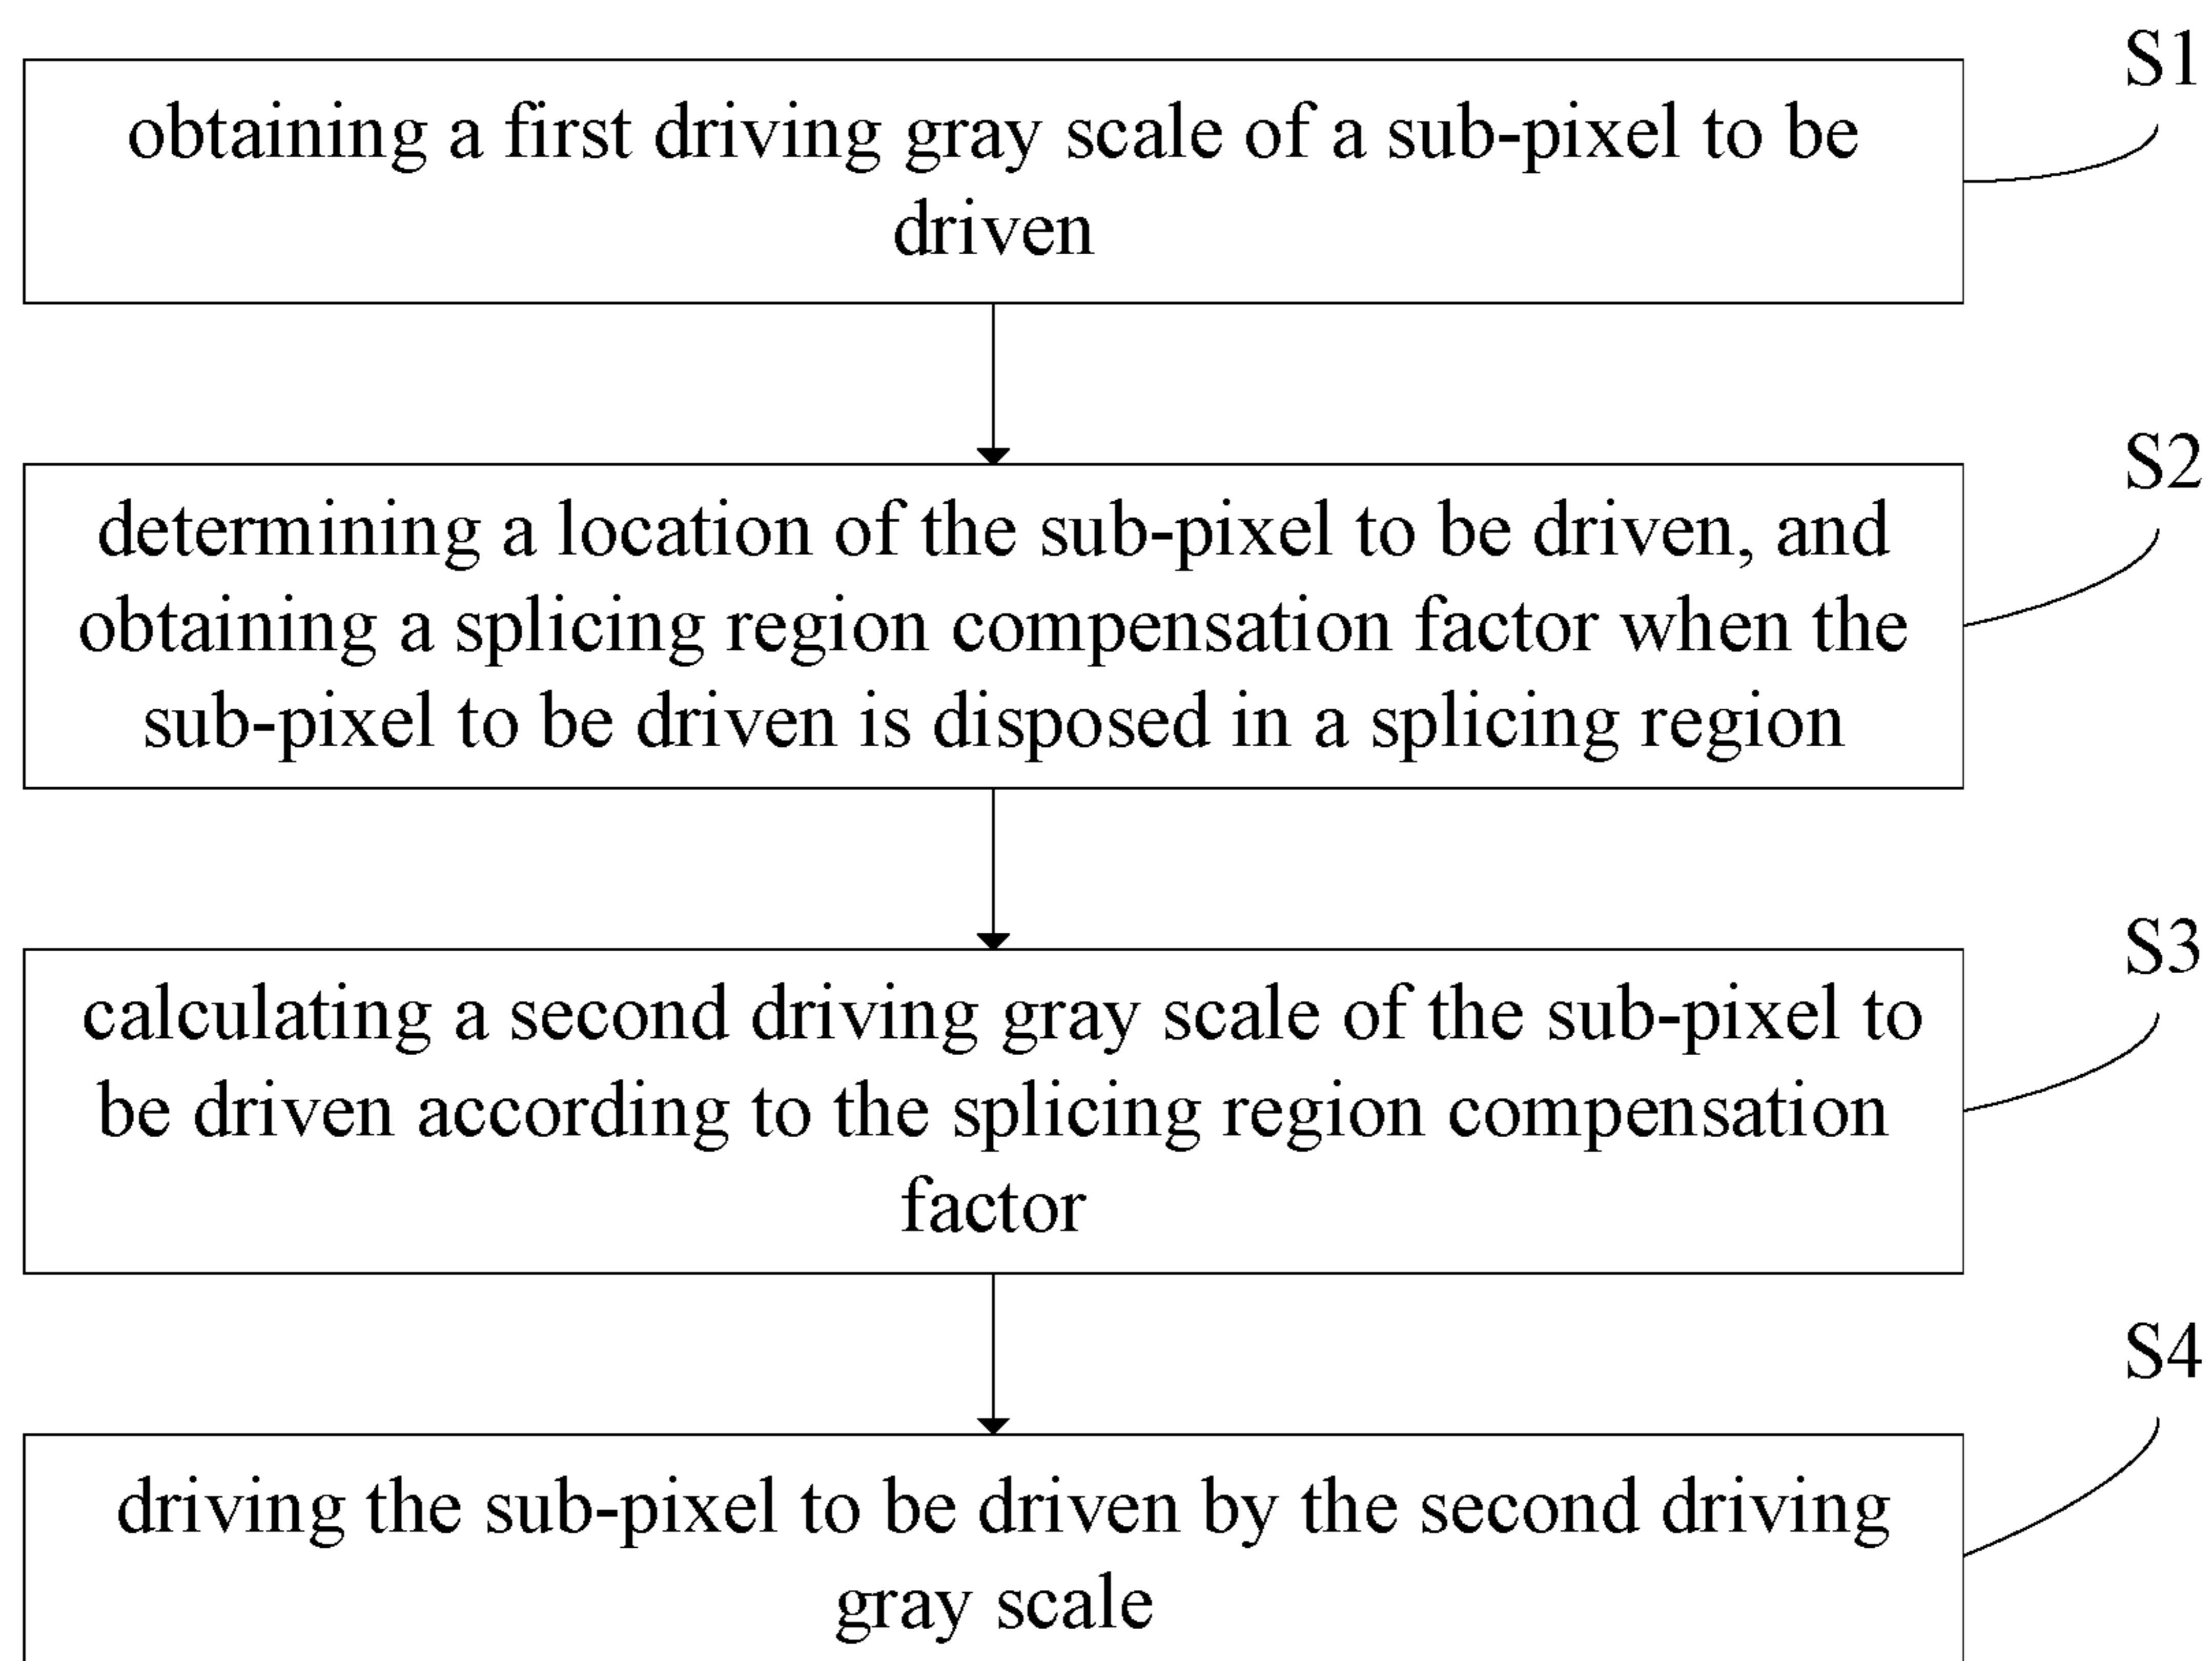 S1
obtaining a first driving gray scale of a sub-pixel to be
driven
S2
determining a location of the sub-pixel to be driven, and
obtaining a splicing region compensation factor when the
sub-pixel to be driven is disposed in a splicing region
S3
calculating a second driving gray scale of the sub-pixel to
be driven according to the splicing region compensation
factor
S4
driving the sub-pixel to be driven by the second driving
gray scale